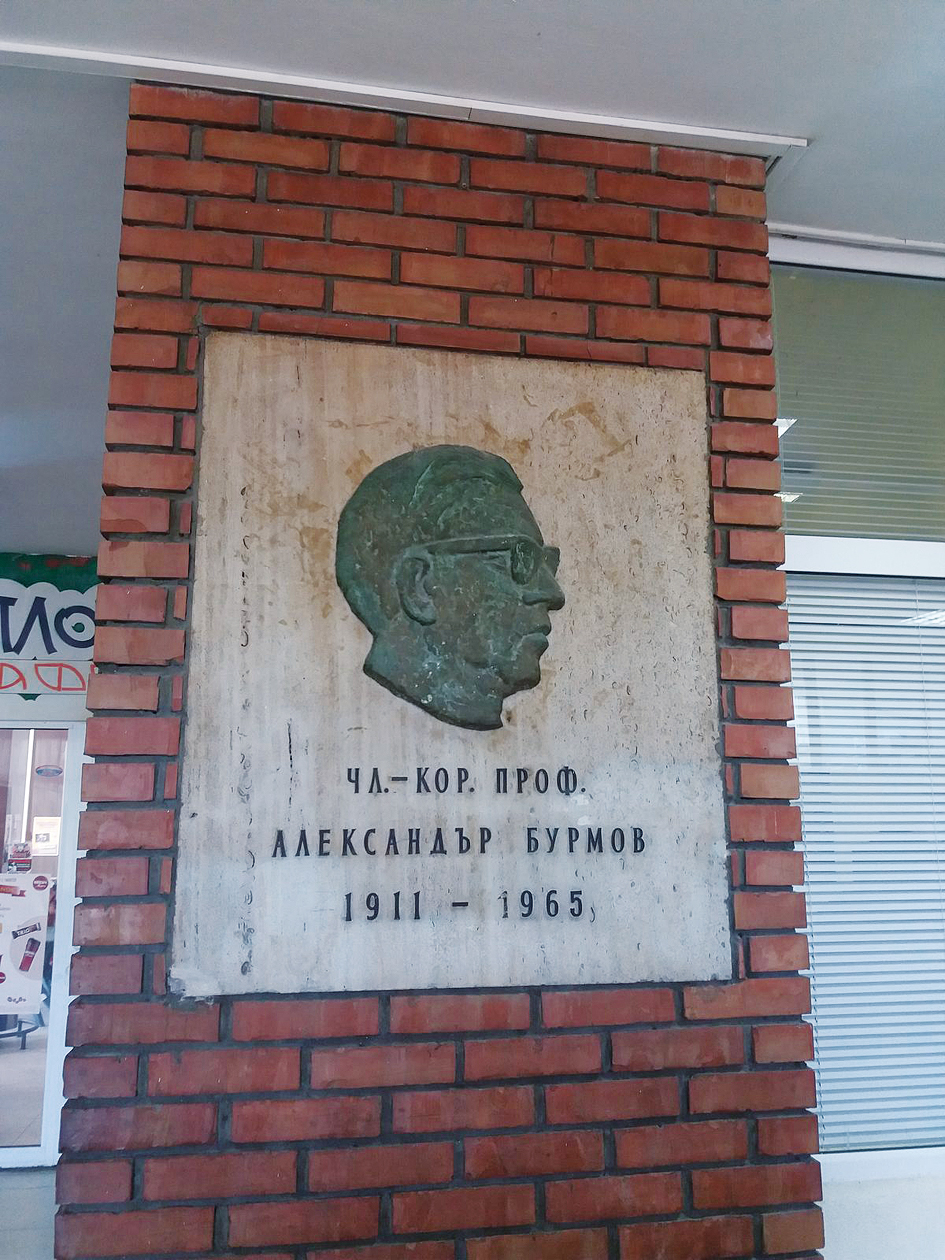 ЧЛ.–КОР. ПРОФ.
АЛЕКСАНДЪР БУРМОВ
1911 – 1965